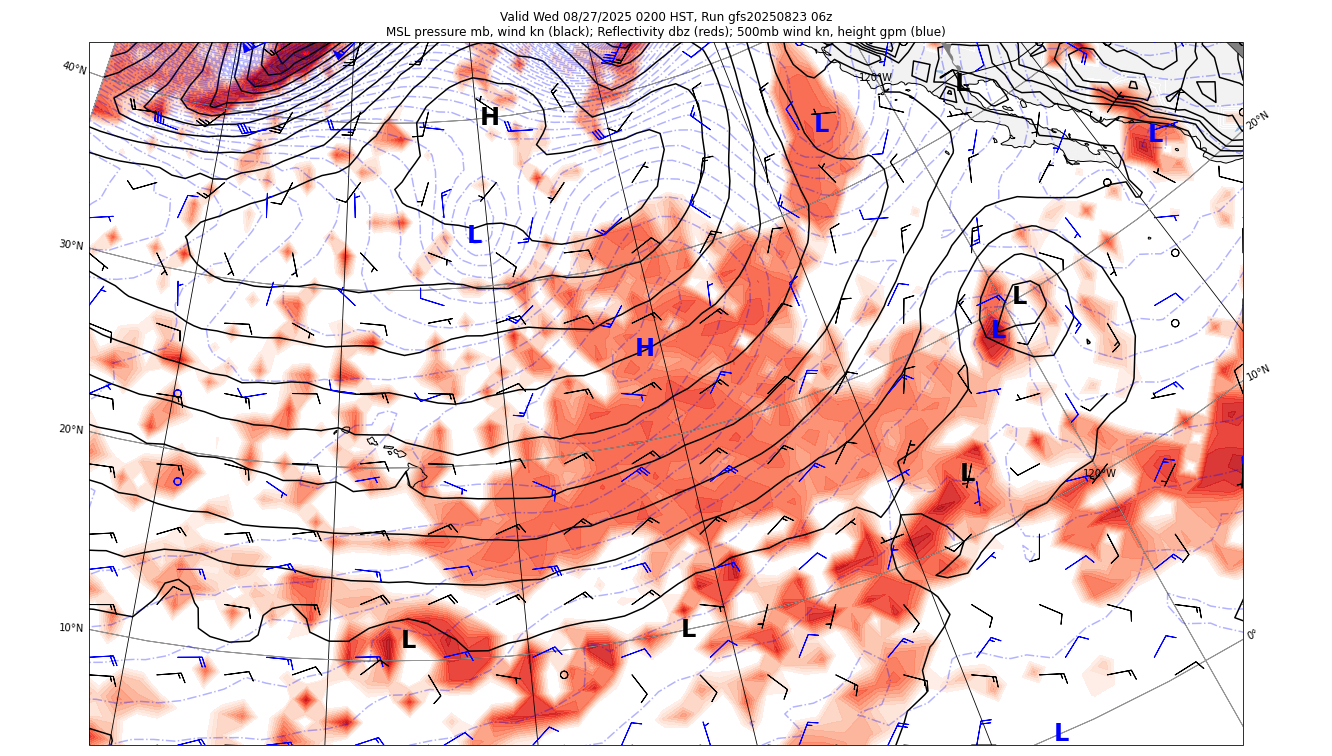 Valid Wed 08/27/2025 0200 HST, Run gfs20250823 06z
MSL pressure mb, wind kn (black); Reflectivity dbz (reds); 500mb wind kn, height gpm (blue)
40°N
120°W
L
H
L
L
20°N
30°N
L
L
L
H
10°N
20°N
L
120°W
10°N
L
L
0°
L